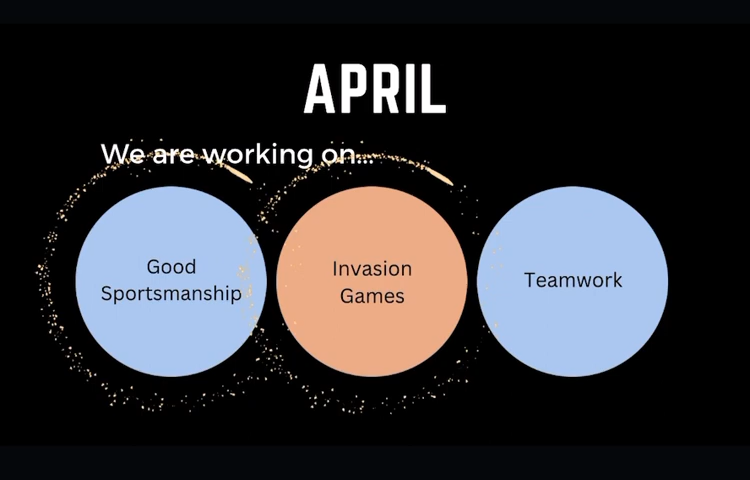 APRIL
We are working on...
Good
Sportsmanship
Invasion
Games
Teamwork